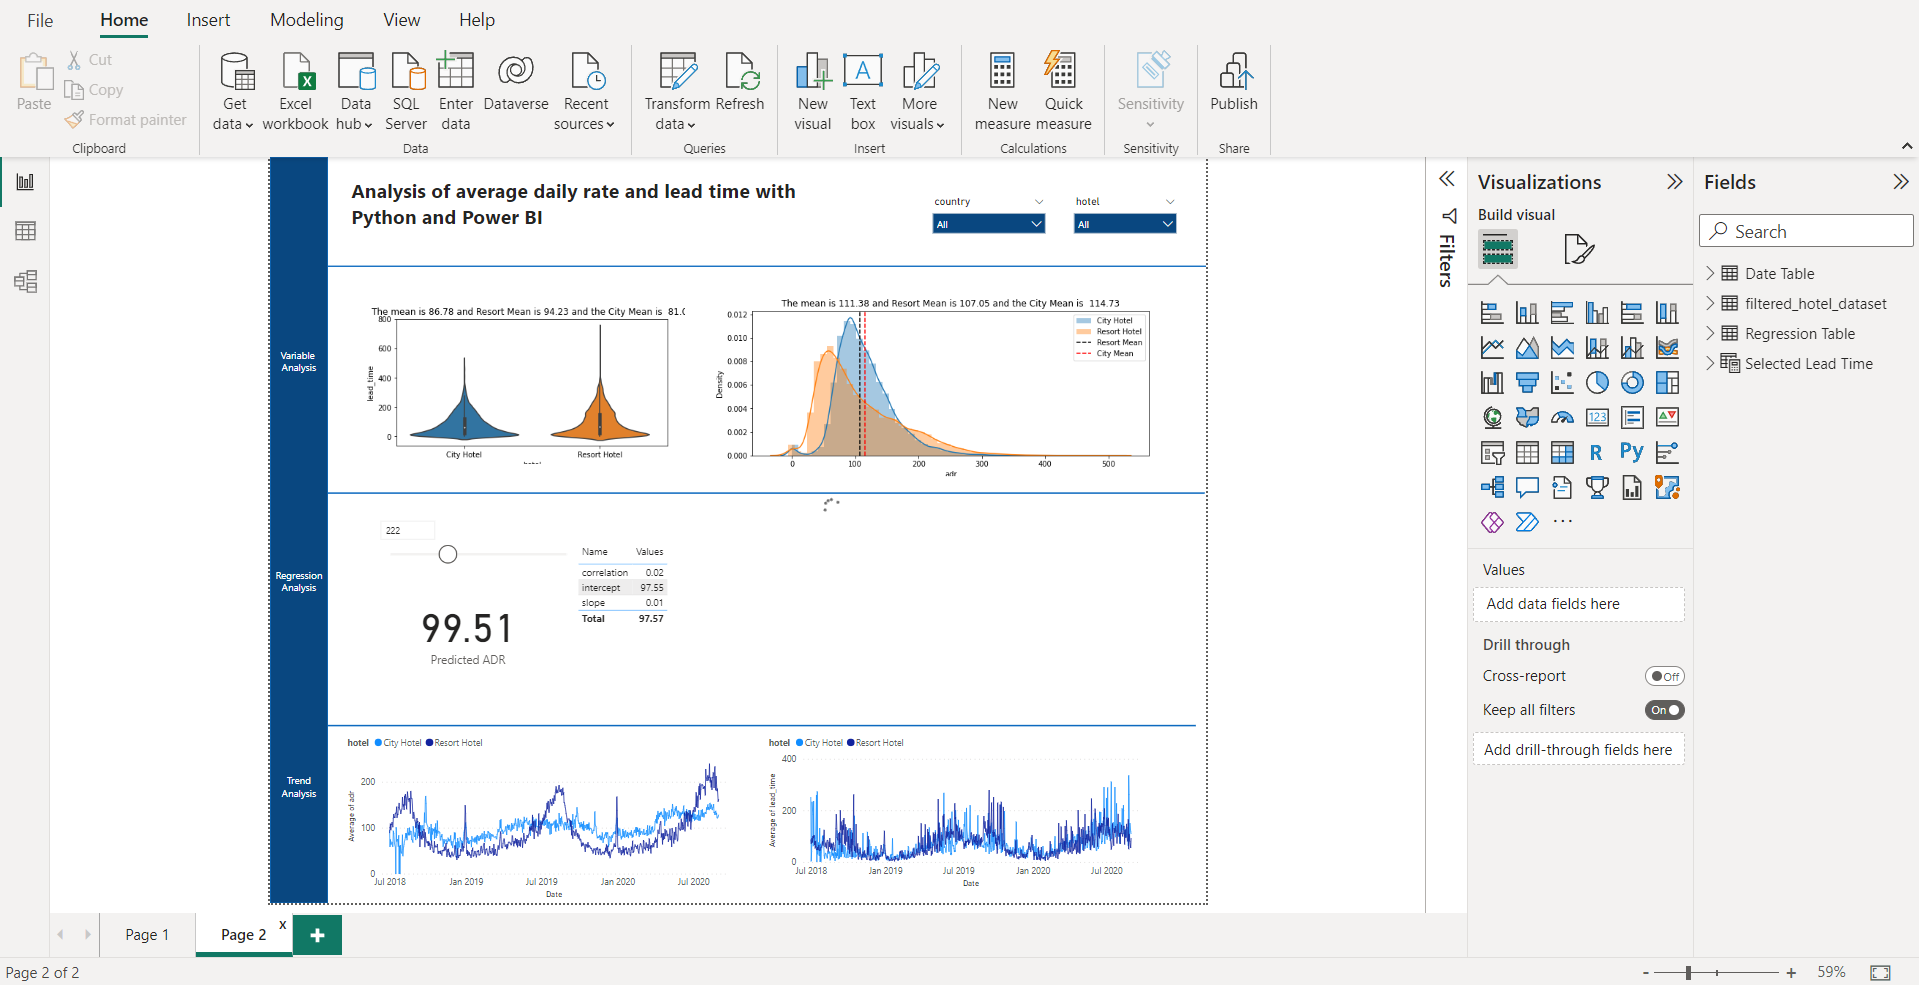 File Home Insert Modeling View Help
Paste
Cut
Copy
Format painter
Clipboard
Get data
Excel workbook
Data hub
SQL Server
Enter data
Dataverse
Recent sources
Data
Transform data
Refresh
Queries
New visual
Text box
More visuals
Insert
New measure
Quick measure
Calculations
Sensitivity
Sensitivity
Publish
Share
Analysis of average daily rate and lead time with
Python and Power BI
country
All
hotel
All
Variable
Analysis
The mean is 86.78 and Resort Mean is 94.23 and the City Mean is 81.0
800
600
400
200
0
lead_time
City Hotel
Resort Hotel
The mean is 111.38 and Resort Mean is 107.05 and the City Mean is 114.73
0.012
0.010
0.008
0.006
0.004
0.002
0.000
Density
City Hotel
Resort Hotel
Resort Mean
City Mean
0 100 200 300 400 500
adr
Regression
Analysis
222
99.51
Predicted ADR
Name Values
correlation 0.02
intercept 97.55
slope 0.01
Total 97.57
Trend
Analysis
hotel City Hotel Resort Hotel
200
100
0
Average of adr
Jul 2018 Jan 2019 Jul 2019 Jan 2020 Jul 2020
Date
hotel City Hotel Resort Hotel
400
200
0
Average of lead_time
Jul 2018 Jan 2019 Jul 2019 Jan 2020 Jul 2020
Date
Filters
Visualizations
Build visual
123
R
Py
...
Values
Add data fields here
Drill through
Cross-report
Off
Keep all filters
On
Add drill-through fields here
Fields
Search
Date Table
filtered_hotel_dataset
Regression Table
Selected Lead Time
Page 1
Page 2
x
+
Page 2 of 2
- + 59%